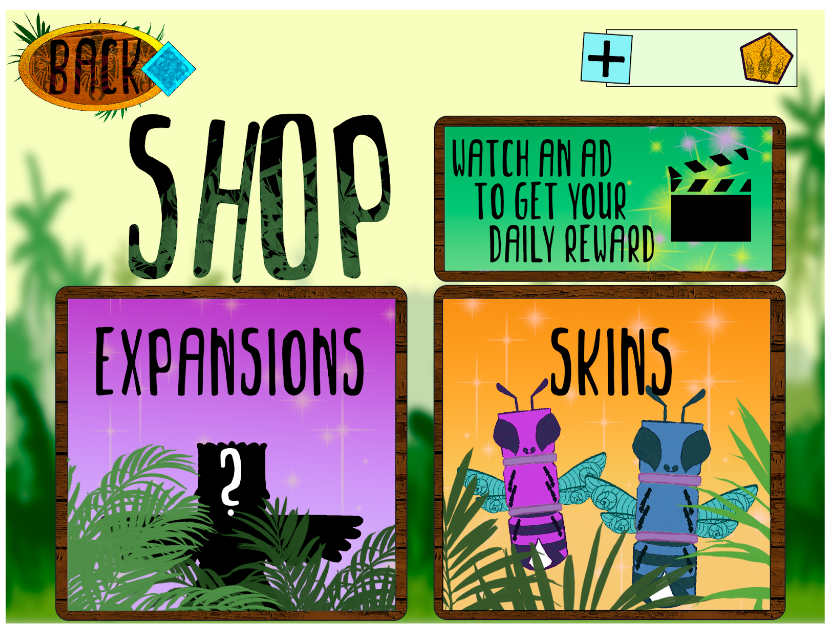 BACK
+
SHOP
WATCH AN AD
TO GET YOUR
DAILY REWARD
EXPANSIONS
?
SKINS